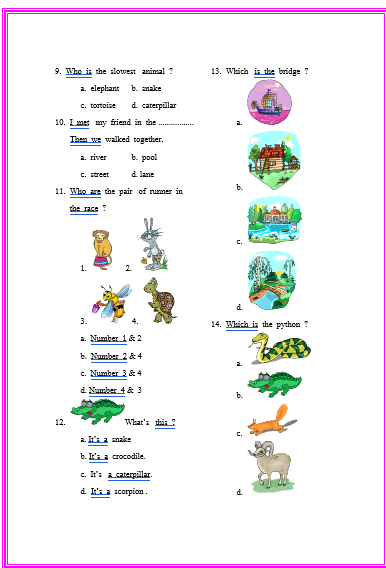 9. Who is the slowest animal ?
a. elephant b. snake
c. tortoise d. caterpillar
10. I met my friend in the .................
Then we walked together.
a. river b. pool
c. street d. lane
11. Who are the pair of runner in
the race ?
1. 2.
3. 4.
a. Number 1 & 2
b. Number 2 & 4
c. Number 3 & 4
d. Number 4 & 3
12. What's this ?
a. It's a snake
b. It's a crocodile.
c. It's a caterpillar.
d. It's a scorpion .
13. Which is the bridge ?
a.
b.
c.
d.
14. Which is the python ?
a.
b.
c.
d.